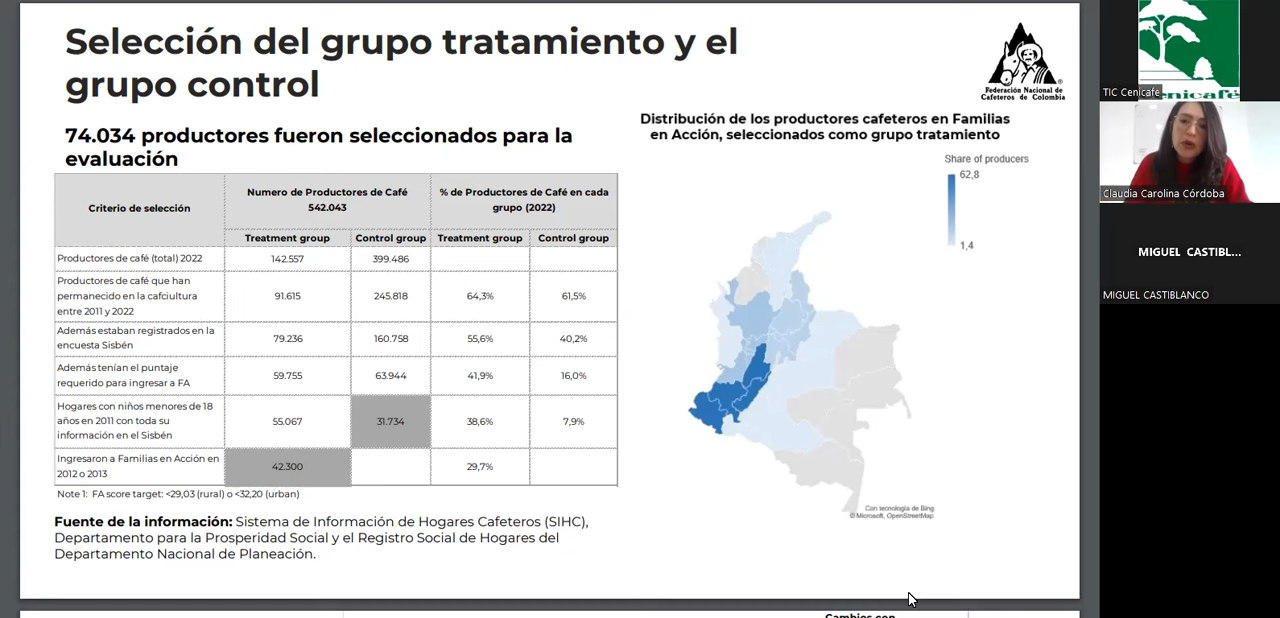 Selección del grupo tratamiento y el
grupo control
Federación Nacional de
Cafeteros de Colombia
74.034 productores fueron seleccionados para la
evaluación
Criterio de selección
Numero de Productores de Café
542.043
% de Productores de Café en cada
grupo (2022)
Treatment group
Control group
Treatment group
Control group
Productores de café (total) 2022
142.557
399.486
Productores de café que han
permanecido en la cafciultura
entre 2011 y 2022
91.615
245.818
64,3%
61,5%
Además estaban registrados en la
encuesta Sisbén
79.236
160.758
55,6%
40,2%
Además tenían el puntaje
requerido para ingresar a FA
59.755
63.944
41,9%
16,0%
Hogares con niños menores de 18
años en 2011 con toda su
información en el Sisbén
55.067
31.734
38,6%
7,9%
Ingresaron a Familias en Acción en
2012 o 2013
42.300
29,7%
Note 1: FA score target: <29,03 (rural) o <32,20 (urban)
Fuente de la información: Sistema de Información de Hogares Cafeteros (SIHC),
Departamento para la Prosperidad Social y el Registro Social de Hogares del
Departamento Nacional de Planeación.
Distribución de los productores cafeteros en Familias
en Acción, seleccionados como grupo tratamiento
Share of producers
62,8
1,4
Con tecnología de Bing
© Microsoft, OpenStreetMap
TIC Cenicafe
Claudia Carolina Córdoba
MIGUEL CASTIBL...
MIGUEL CASTIBLANCO